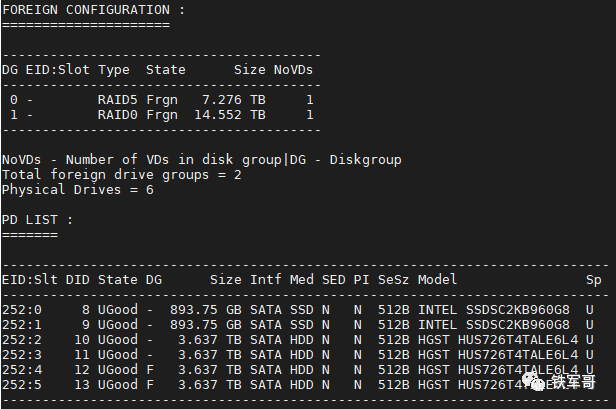 FOREIGN CONFIGURATION :
=====================
----------------------------------------
DG EID:Slot Type  State      Size NoVDs
----------------------------------------
 0 -        RAID5 Frgn   7.276 TB     1
 1 -        RAID0 Frgn  14.552 TB     1
----------------------------------------
NoVDs - Number of VDs in disk group|DG - Diskgroup
Total foreign drive groups = 2
Physical Drives = 6
PD LIST :
=======
----------------------------------------------------------------------------
EID:Slt DID State DG       Size Intf Med SED PI SeSz Model                Sp
----------------------------------------------------------------------------
252:0     8 UGood -  893.75 GB SATA SSD N   N  512B INTEL SSDSC2KB960G8  U
252:1     9 UGood -  893.75 GB SATA SSD N   N  512B INTEL SSDSC2KB960G8  U
252:2    10 UGood -   3.637 TB SATA HDD N   N  512B HGST HUS726T4TALE6L4 U
252:3    11 UGood -   3.637 TB SATA HDD N   N  512B HGST HUS726T4TALE6L4 U
252:4    12 UGood F   3.637 TB SATA HDD N   N  512B HGST HUS726T4TALE6L4 U
252:5    13 UGood F   3.637 TB SATA HDD N   N  512B HGST HUS726T4TALE6L4 U
----------------------------------------------------------------------------
铁军哥